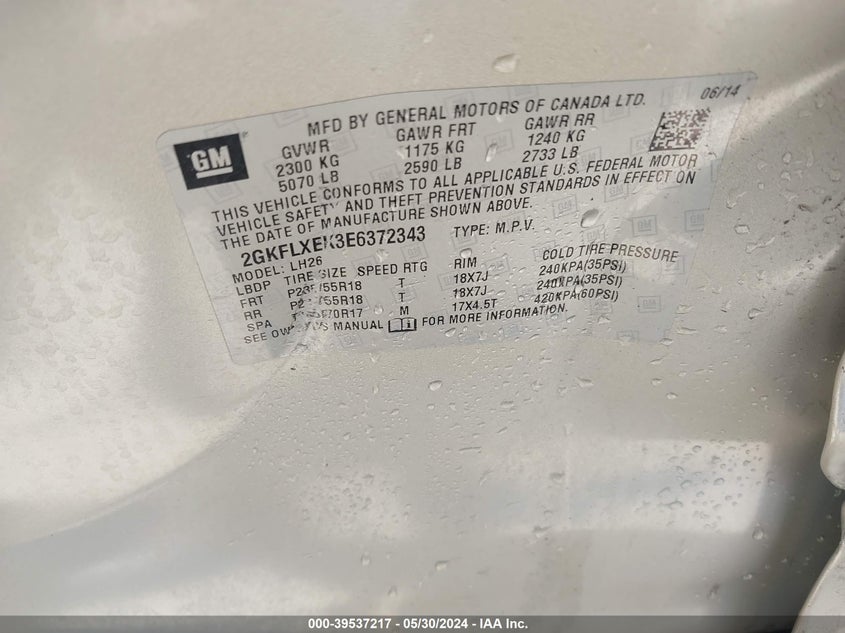 06/14
MFD BY GENERAL MOTORS OF CANADA LTD.
GM
GVWR GAWR FRT GAWR RR
2300 KG 1175 KG 1240 KG
5070 LB 2590 LB 2733 LB
THIS VEHICLE CONFORMS TO ALL APPLICABLE U.S. FEDERAL MOTOR
VEHICLE SAFETY AND THEFT PREVENTION STANDARDS IN EFFECT ON
THE DATE OF MANUFACTURE SHOWN ABOVE.
2GKFLXEK3E6372343 TYPE: M.P.V.
MODEL: LH26
LBDP TIRE SIZE SPEED RTG RIM COLD TIRE PRESSURE
FRT P235/55R18 T 18X7J 240KPA(35PSI)
RR T 18X7J 240KPA(35PSI)
SPA M 17X4.5T 420KPA(60PSI)
SEE OWNERS MANUAL FOR MORE INFORMATION.
000-39537217 - 05/30/2024 - IAA Inc.